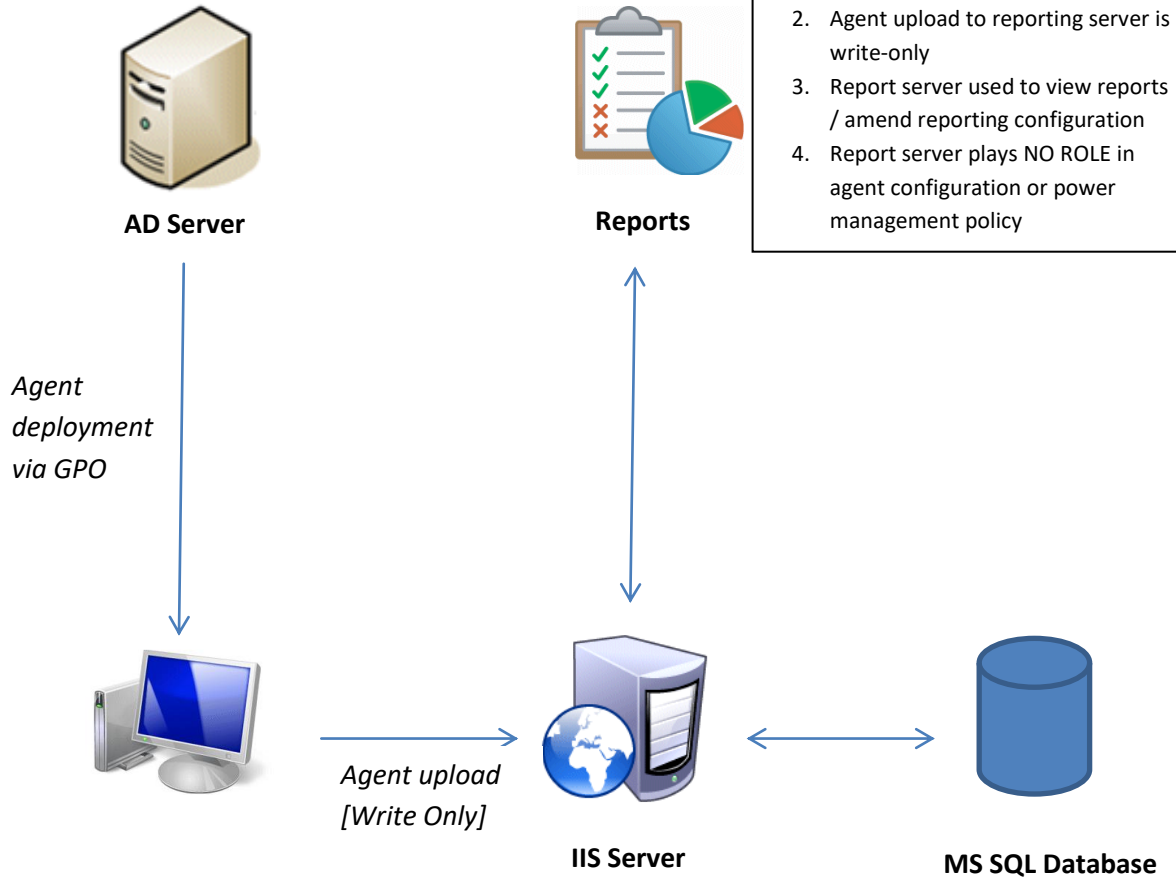 2. Agent upload to reporting server is
write-only
3. Report server used to view reports
/ amend reporting configuration
4. Report server plays NO ROLE in
agent configuration or power
management policy
AD Server
Reports
Agent
deployment
via GPO
Agent upload
[Write Only]
IIS Server
MS SQL Database